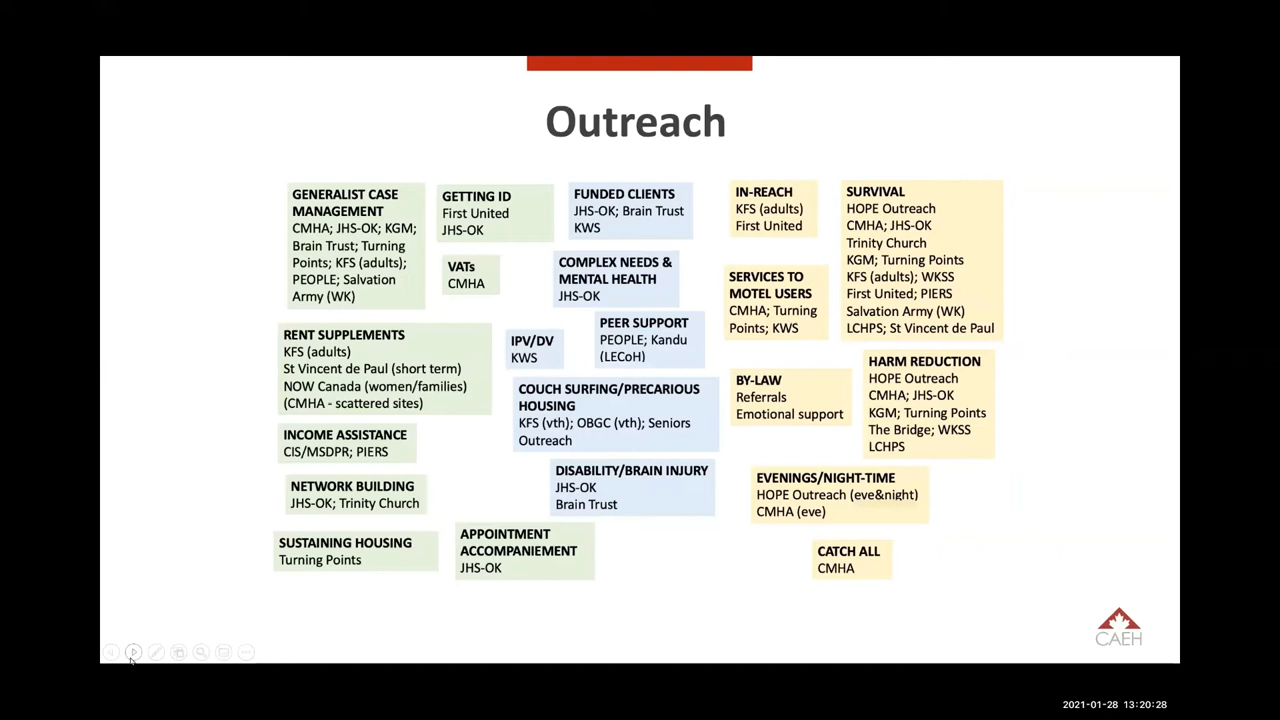 Outreach
GENERALIST CASE
MANAGEMENT
CMHA; JHS-OK; KGM;
Brain Trust; Turning
Points; KFS (adults);
PEOPLE; Salvation
Army (WK)
GETTING ID
First United
JHS-OK
VATs
CMHA
RENT SUPPLEMENTS
KFS (adults)
St Vincent de Paul (short term)
NOW Canada (women/families)
(CMHA - scattered sites)
INCOME ASSISTANCE
CIS/MSDPR; PIERS
NETWORK BUILDING
JHS-OK; Trinity Church
SUSTAINING HOUSING
Turning Points
APPOINTMENT
ACCOMPANIEMENT
JHS-OK
FUNDED CLIENTS
JHS-OK; Brain Trust
KWS
COMPLEX NEEDS &
MENTAL HEALTH
JHS-OK
IPV/DV
KWS
PEER SUPPORT
PEOPLE; Kandu
(LECoH)
COUCH SURFING/PRECARIOUS
HOUSING
KFS (vth); OBGC (vth); Seniors
Outreach
DISABILITY/BRAIN INJURY
JHS-OK
Brain Trust
IN-REACH
KFS (adults)
First United
SERVICES TO
MOTEL USERS
CMHA; Turning
Points; KWS
BY-LAW
Referrals
Emotional support
SURVIVAL
HOPE Outreach
CMHA; JHS-OK
Trinity Church
KGM; Turning Points
KFS (adults); WKSS
First United; PIERS
Salvation Army (WK)
LCHPS; St Vincent de Paul
HARM REDUCTION
HOPE Outreach
CMHA; JHS-OK
KGM; Turning Points
The Bridge; WKSS
LCHPS
EVENINGS/NIGHT-TIME
HOPE Outreach (eve&night)
CMHA (eve)
CATCH ALL
CMHA
CAEH
2021-01-28 13:20:28